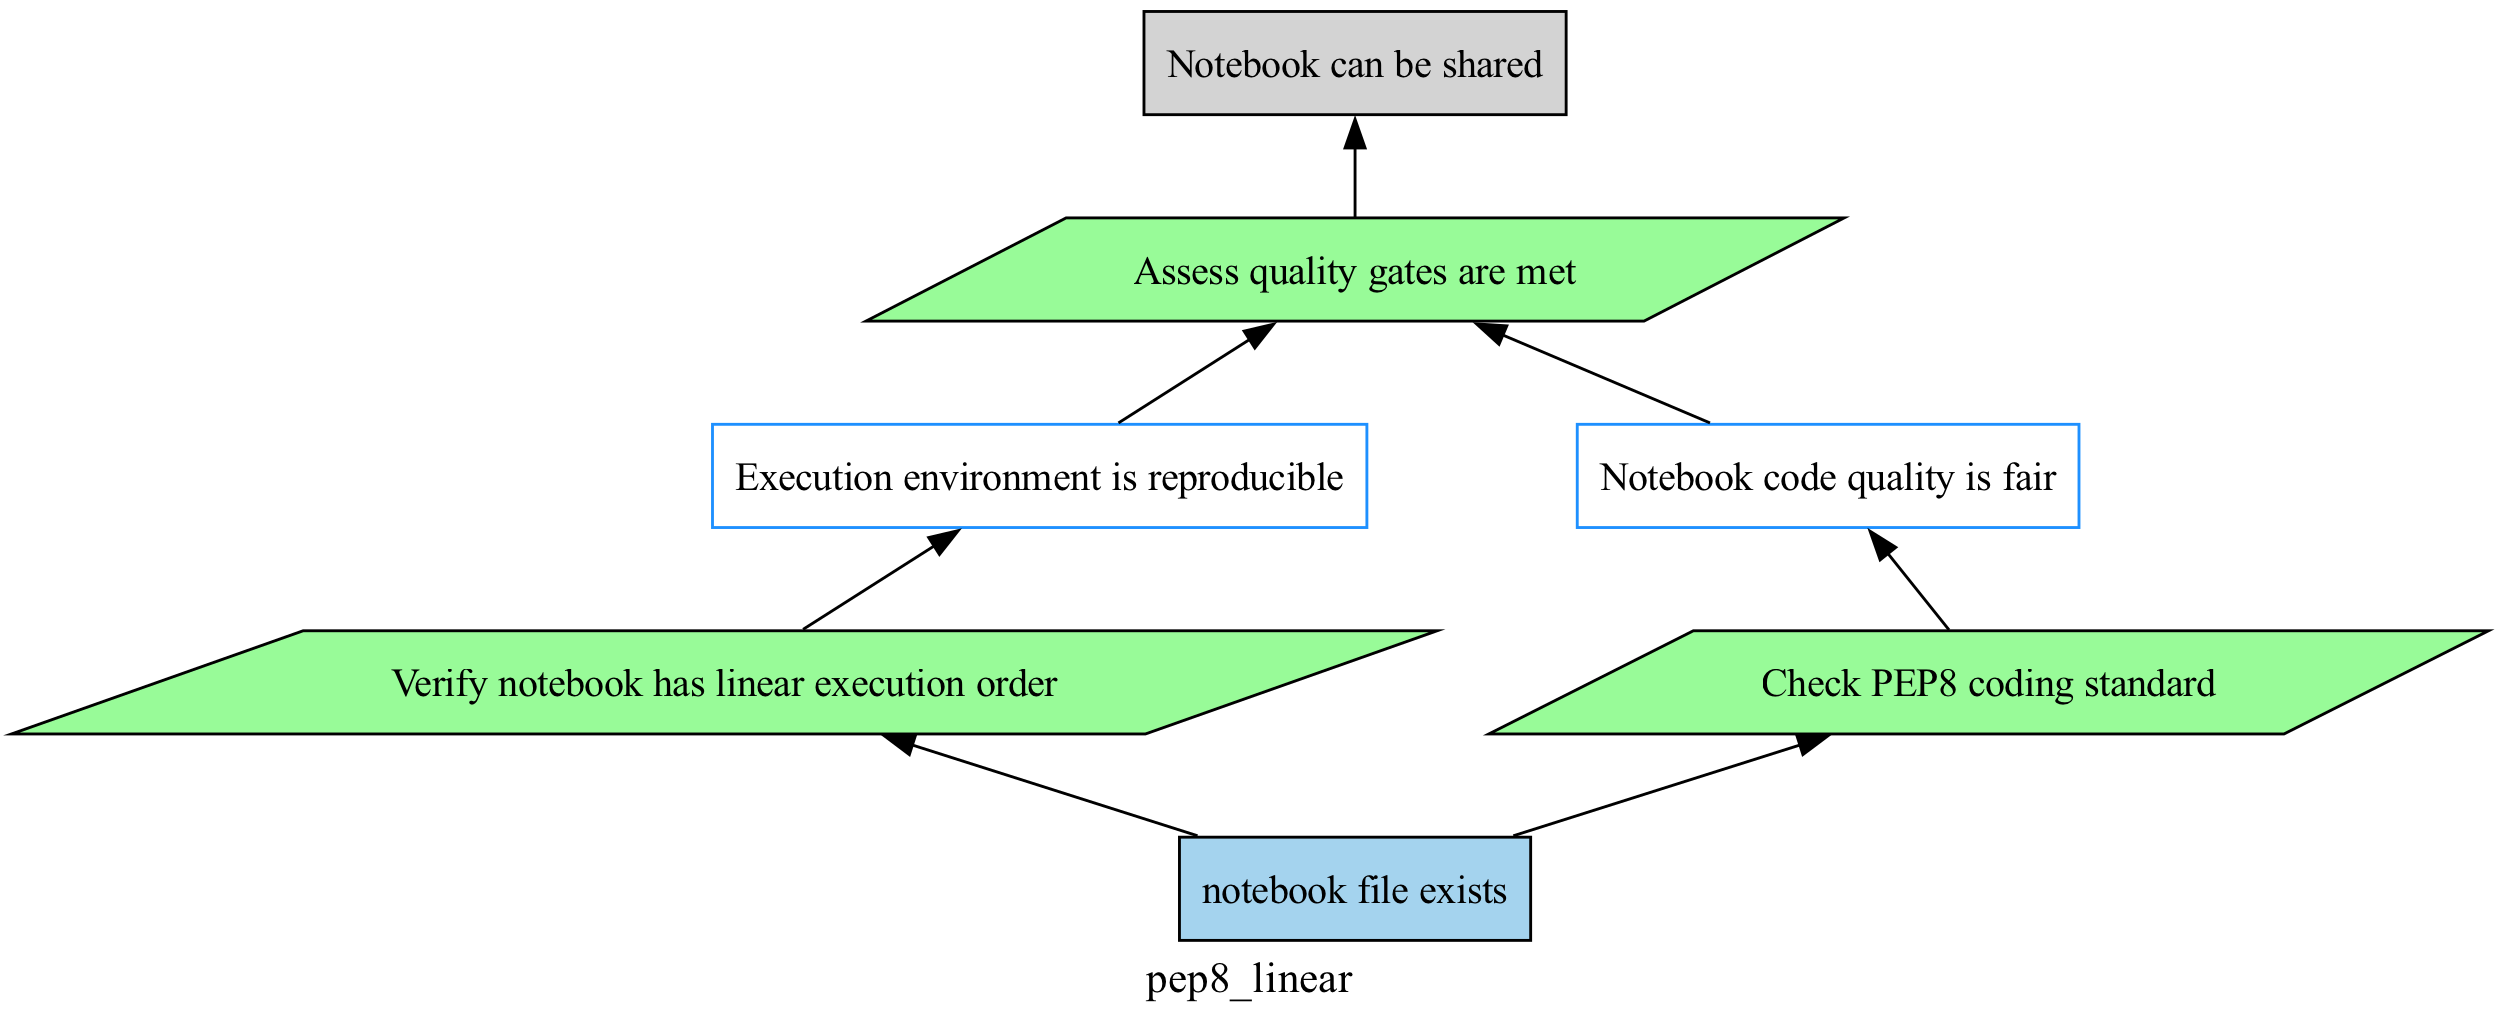 Notebook can be shared
Assess quality gates are met
Execution environment is reproducible
Notebook code quality is fair
Verify notebook has linear execution order
Check PEP8 coding standard
notebook file exists
pep8_linear